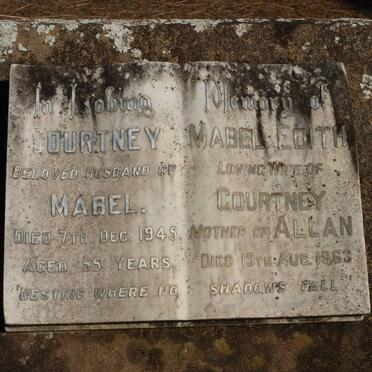 In Loving Memory of
COURTNEY
BELOVED HUSBAND OF
MABEL.
DIED 7TH. DEC. 1945.
AGED 55 YEARS.
MABEL EDITH
LOVING WIFE OF
COURTNEY
MOTHER OF ALLAN
DIED 13TH AUG. 1963
RESTING WHERE NO SHADOWS FALL